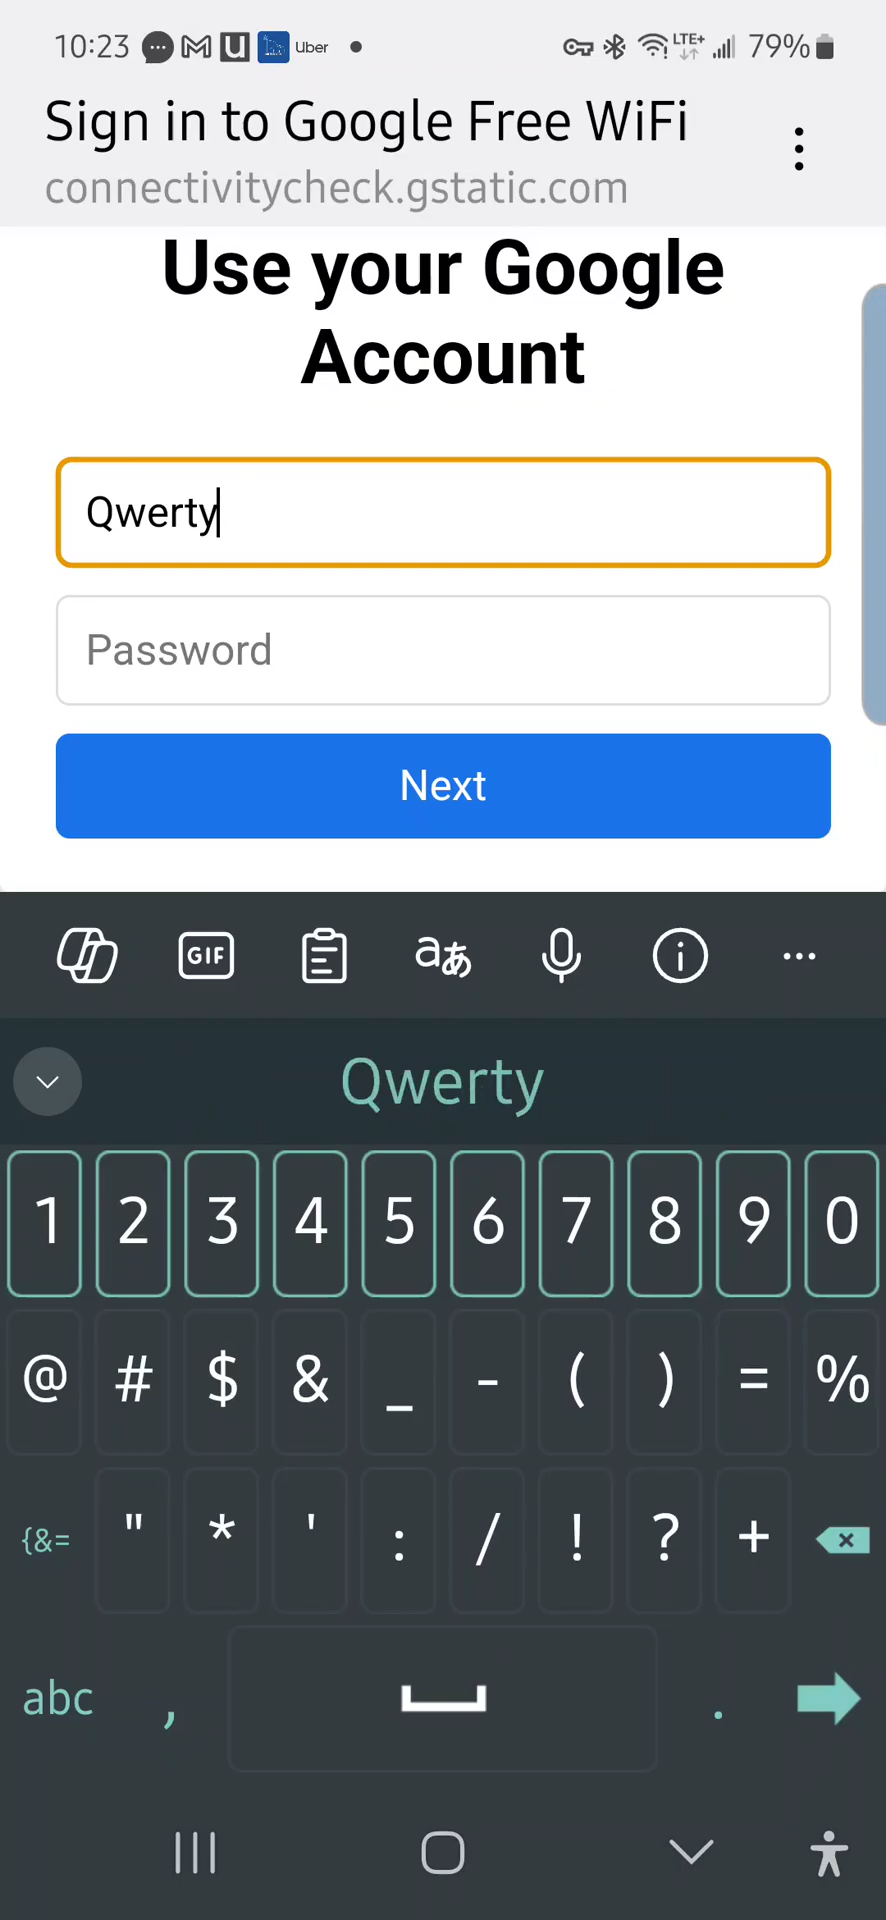 10:23 Uber LTE+ 79%
Sign in to Google Free WiFi
connectivitycheck.gstatic.com
Use your Google
Account
Qwerty
Password
Next
GIF aあ ...
Qwerty
1 2 3 4 5 6 7 8 9 0
@ # $ & _ - ( ) = %
{&= " * ' : / ! ? +
abc , .